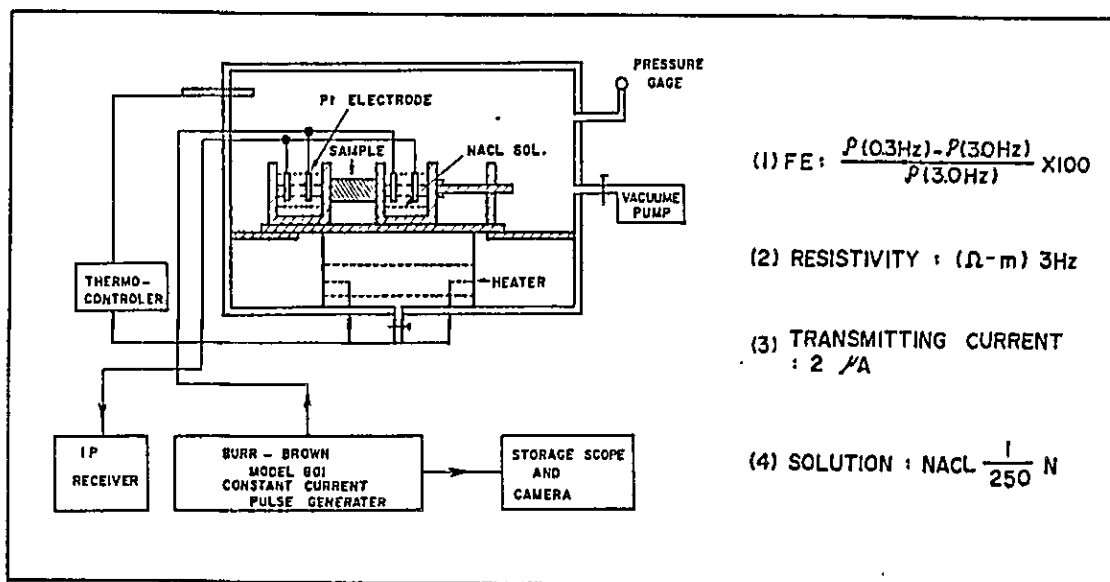 PRESSURE
GAGE
Pt ELECTRODE
SAMPLE
NACL SOL.
VACUUME
PUMP
THERMO-
CONTROLER
HEATER
IP
RECEIVER
BURR - BROWN
MODEL 801
CONSTANT CURRENT
PULSE GENERATER
STORAGE SCOPE
AND
CAMERA
(1) FE : ρ(0.3Hz) - ρ(3.0Hz) / ρ(3.0Hz) X100
(2) RESISTIVITY : (Ω-m) 3Hz
(3) TRANSMITTING CURRENT
: 2 μA
(4) SOLUTION : NACL 1/250 N